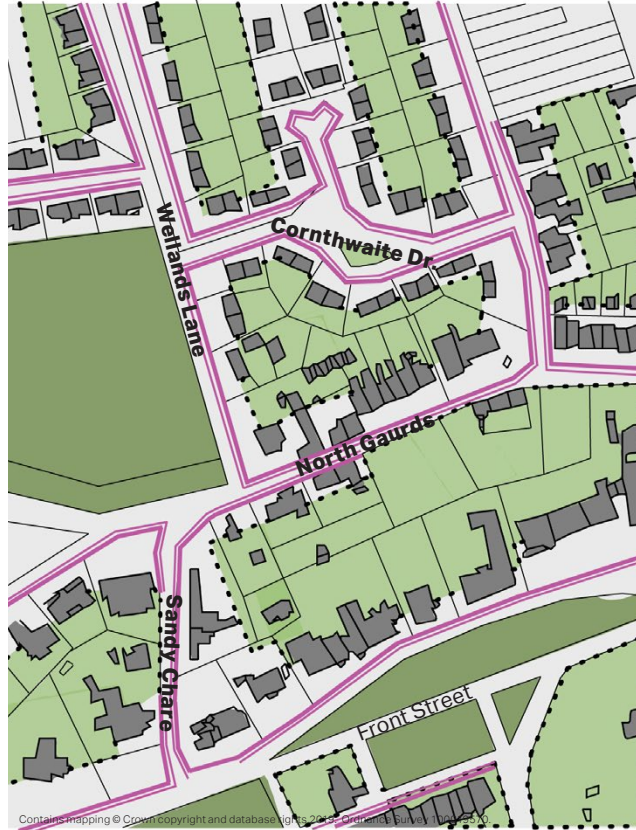 Wellands Lane
Cornthwaite Dr
North Gaurds
Sandy Chare
Front Street
Contains mapping © Crown copyright and database rights 2019. Ordnance Survey